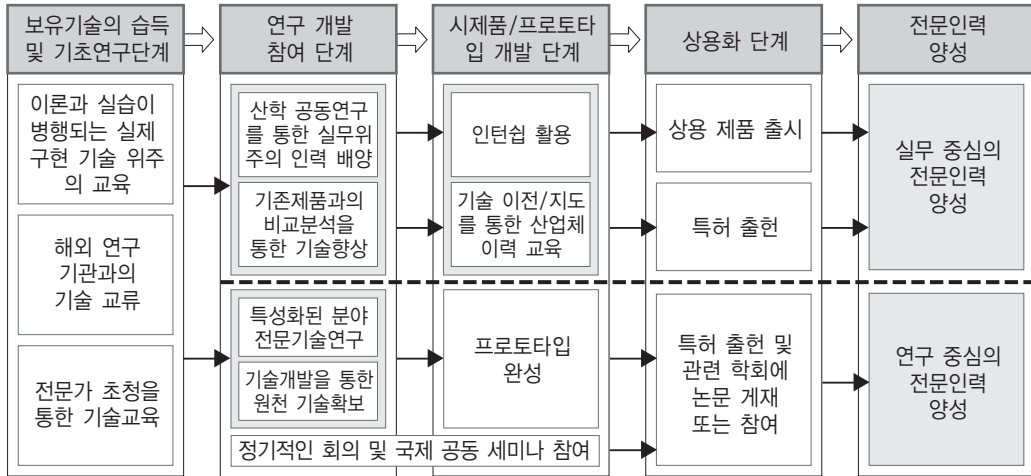 보유기술의 습득
및 기초연구단계
연구 개발
참여 단계
시제품/프로토타
입 개발 단계
상용화 단계
전문인력
양성
이론과 실습이
병행되는 실제
구현 기술 위주
의 교육
해외 연구
기관과의
기술 교류
전문가 초청을
통한 기술교육
산학 공동연구
를 통한 실무위
주의 인력 배양
기존제품과의
비교분석을
통한 기술향상
인턴쉽 활용
기술 이전/지도
를 통한 산업체
이력 교육
상용 제품 출시
특허 출헌
실무 중심의
전문인력
양성
특성화된 분야
전문기술연구
기술개발을 통한
원천 기술확보
프로토타입
완성
정기적인 회의 및 국제 공동 세미나 참여
특허 출헌 및
관련 학회에
논문 게재
또는 참여
연구 중심의
전문인력
양성